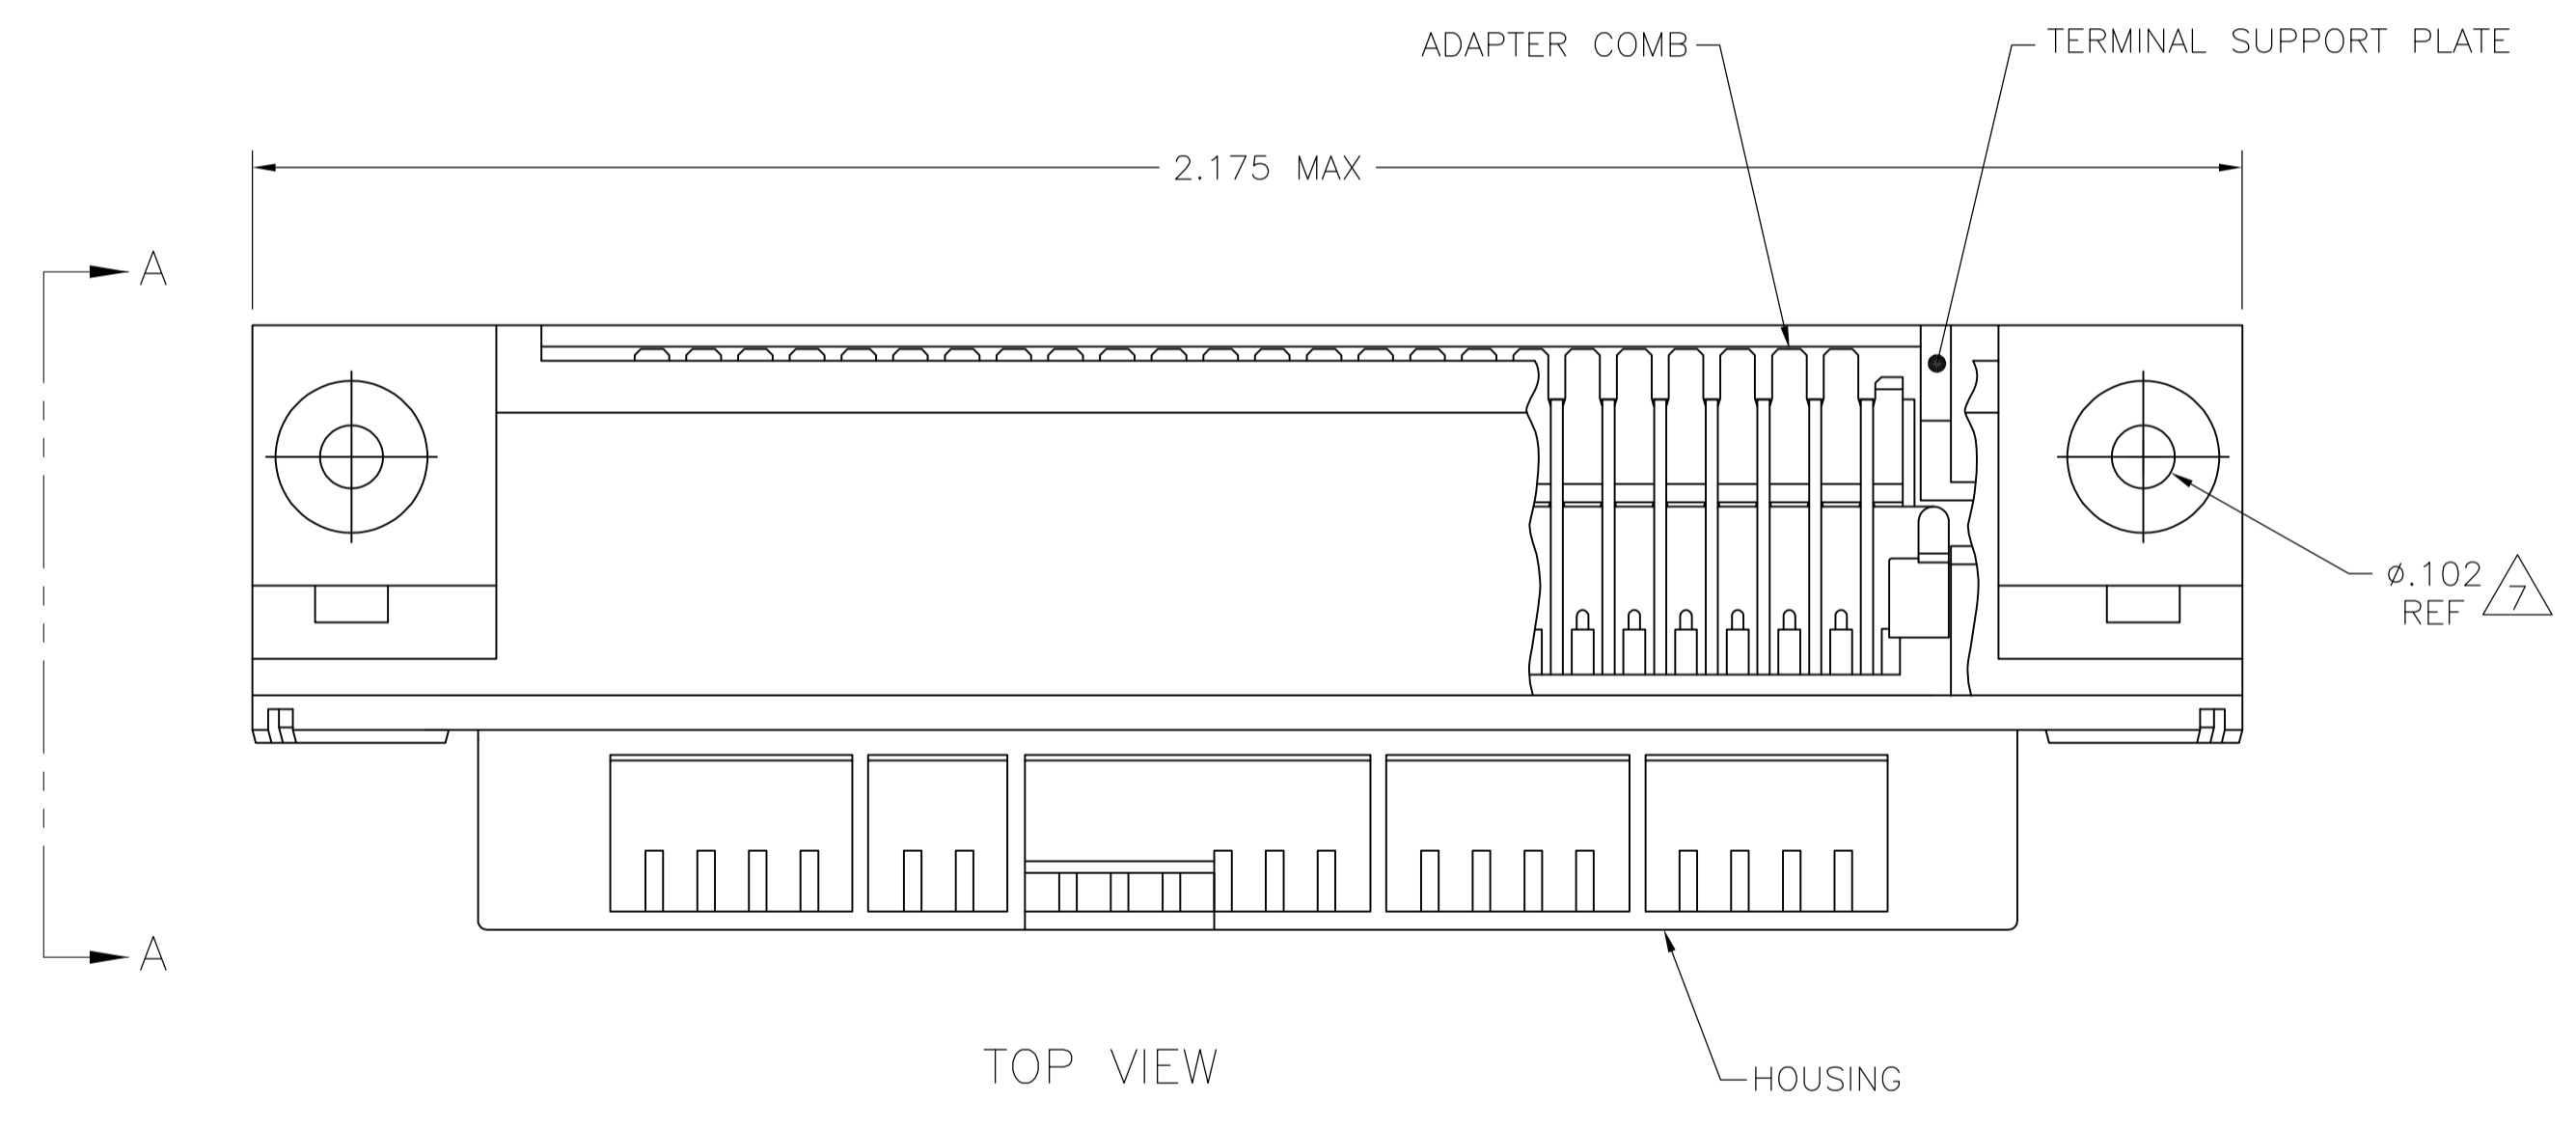 ADAPTER COMB
TERMINAL SUPPORT PLATE
2.175 MAX
A
ø.102
REF
7
A
TOP VIEW
HOUSING